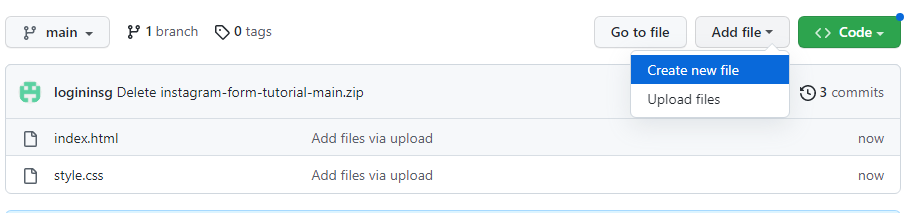 main 1 branch 0 tags Go to file Add file Code
Create new file
logininsg Delete instagram-form-tutorial-main.zip 3 commits
Upload files
index.html Add files via upload now
style.css Add files via upload now